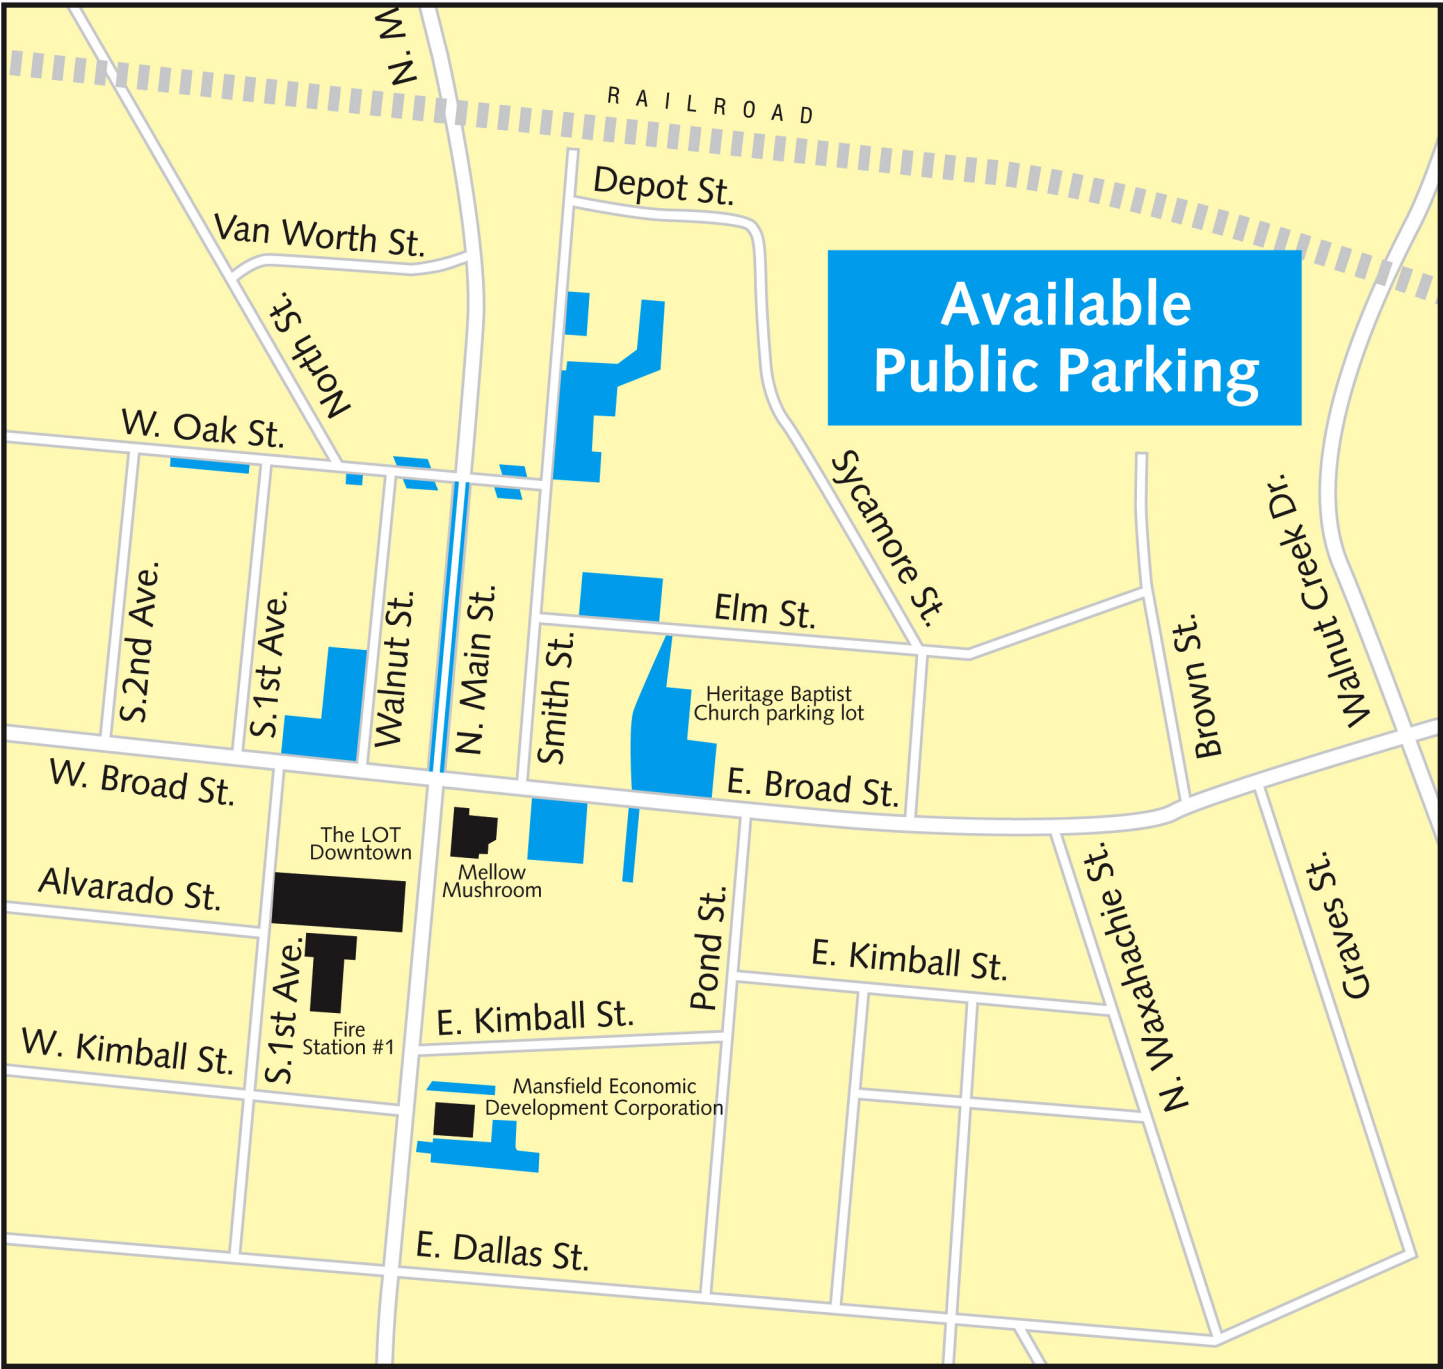 N. M
RAILROAD
Depot St.
Van Worth St.
Available
Public Parking
North St.
W. Oak St.
Sycamore St.
Walnut Creek Dr.
S.2nd Ave.
S.1st Ave.
Walnut St.
N. Main St.
Smith St.
Elm St.
Brown St.
Heritage Baptist
Church parking lot
W. Broad St.
E. Broad St.
The LOT
Downtown
Mellow
Mushroom
Alvarado St.
Pond St.
N. Waxahachie St.
Graves St.
S.1st Ave.
E. Kimball St.
E. Kimball St.
Fire
Station #1
W. Kimball St.
Mansfield Economic
Development Corporation
E. Dallas St.